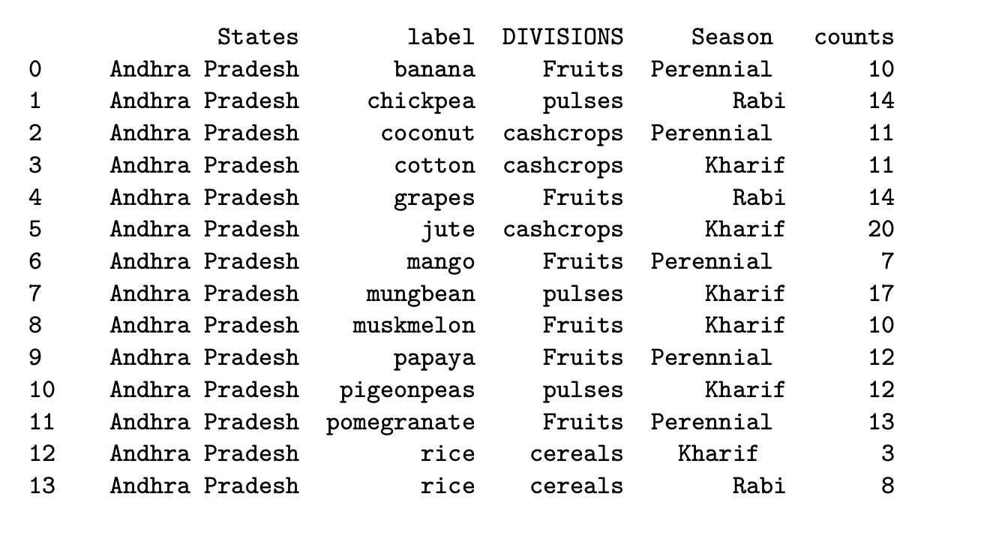 States label DIVISIONS Season counts
0 Andhra Pradesh banana Fruits Perennial 10
1 Andhra Pradesh chickpea pulses Rabi 14
2 Andhra Pradesh coconut cashcrops Perennial 11
3 Andhra Pradesh cotton cashcrops Kharif 11
4 Andhra Pradesh grapes Fruits Rabi 14
5 Andhra Pradesh jute cashcrops Kharif 20
6 Andhra Pradesh mango Fruits Perennial 7
7 Andhra Pradesh mungbean pulses Kharif 17
8 Andhra Pradesh muskmelon Fruits Kharif 10
9 Andhra Pradesh papaya Fruits Perennial 12
10 Andhra Pradesh pigeonpeas pulses Kharif 12
11 Andhra Pradesh pomegranate Fruits Perennial 13
12 Andhra Pradesh rice cereals Kharif 3
13 Andhra Pradesh rice cereals Rabi 8